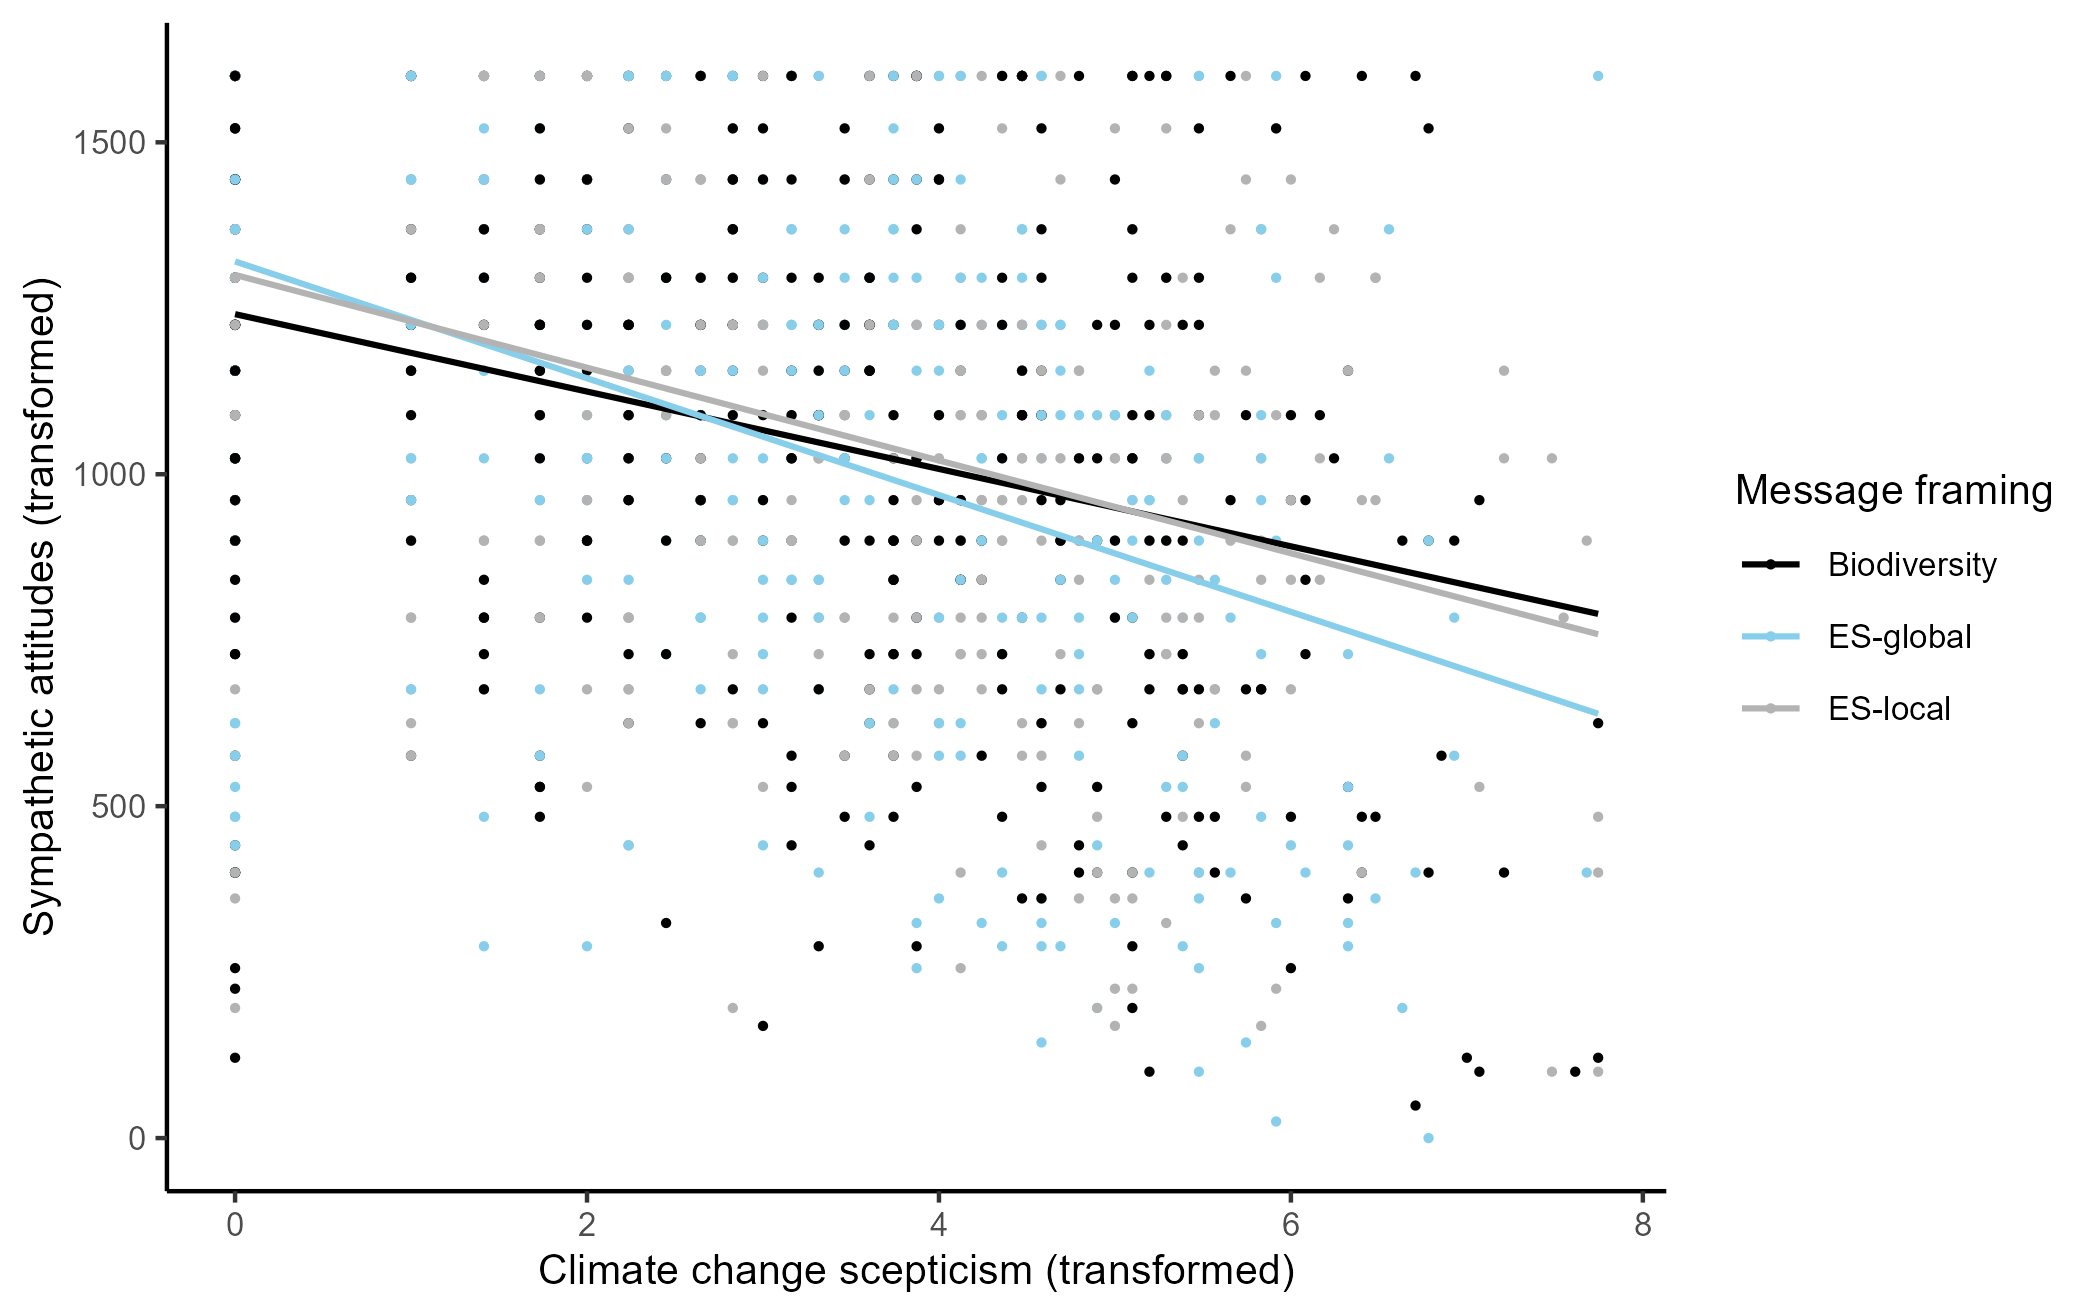 Sympathetic attitudes (transformed)
1500
1000
500
0
0 2 4 6 8
Climate change scepticism (transformed)
Message framing
Biodiversity
ES-global
ES-local